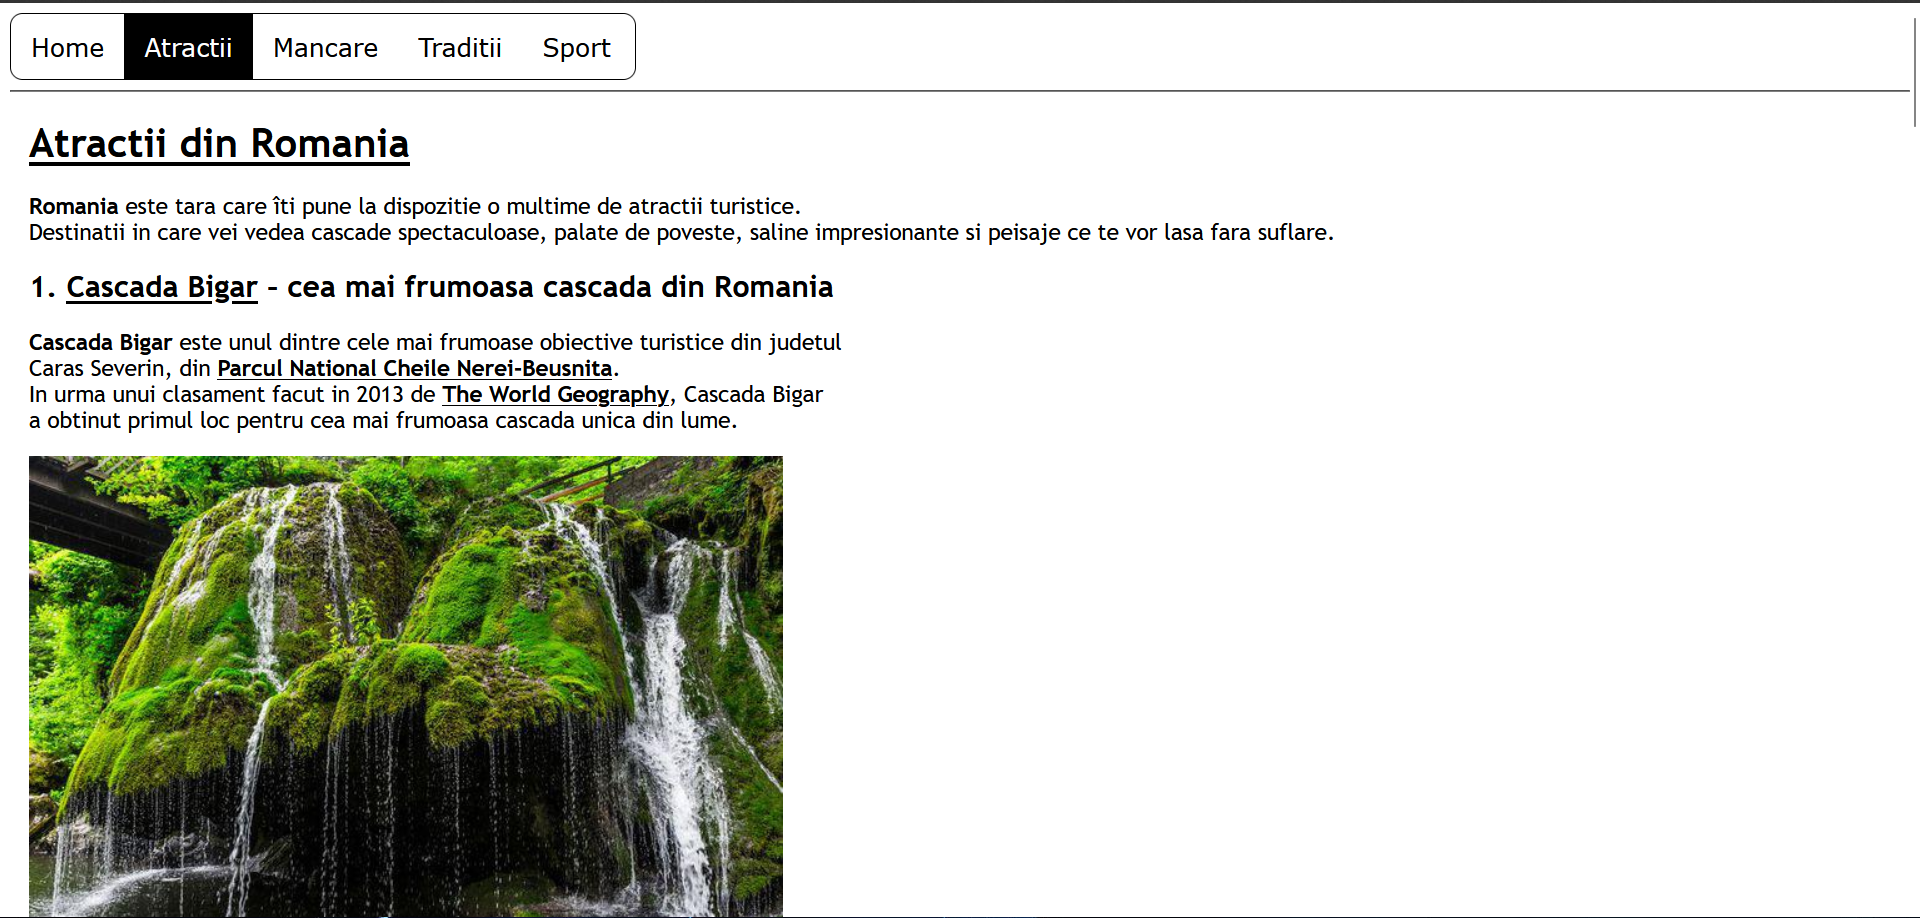 Home Atractii Mancare Traditii Sport
Atractii din Romania
Romania este tara care îti pune la dispozitie o multime de atractii turistice.
Destinatii in care vei vedea cascade spectaculoase, palate de poveste, saline impresionante si peisaje ce te vor lasa fara suflare.
1. Cascada Bigar - cea mai frumoasa cascada din Romania
Cascada Bigar este unul dintre cele mai frumoase obiective turistice din judetul
Caras Severin, din Parcul National Cheile Nerei-Beusnita.
In urma unui clasament facut in 2013 de The World Geography, Cascada Bigar
a obtinut primul loc pentru cea mai frumoasa cascada unica din lume.